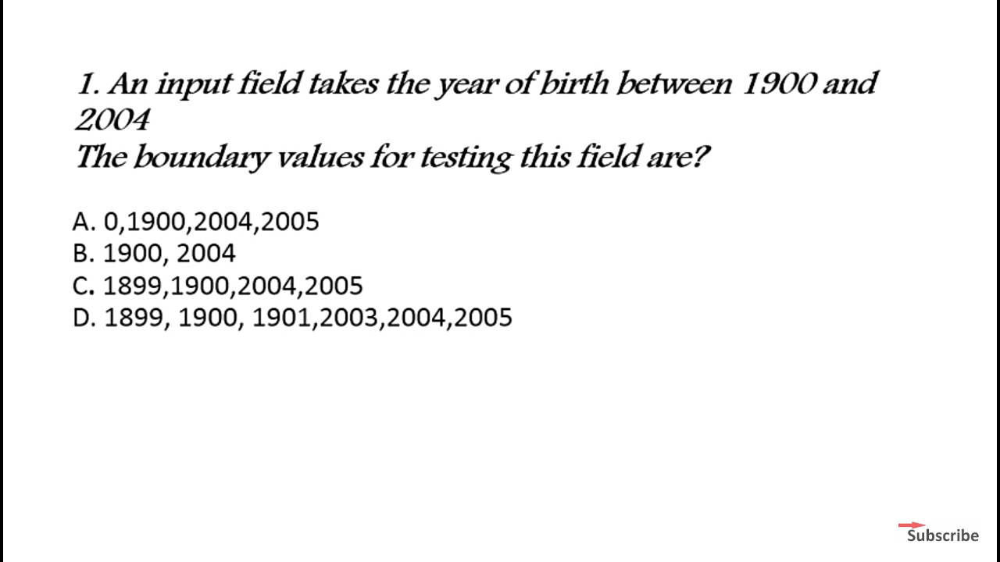 1. An input field takes the year of birth between 1900 and
2004
The boundary values for testing this field are?
A. 0,1900,2004,2005
B. 1900, 2004
C. 1899,1900,2004,2005
D. 1899, 1900, 1901,2003,2004,2005
Subscribe